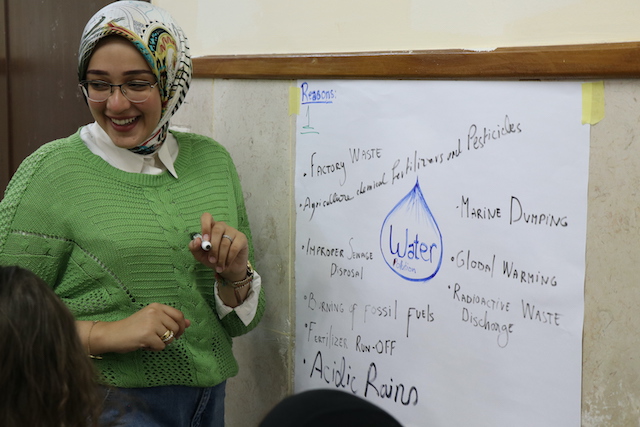 Reasons:
1
• Factory Waste
• Agriculture chemical Fertilizers and Pesticides
• Improper Sewage
Disposal
• Burning of Fossil Fuels
• Fertilizer Run-Off
• Acidic Rains
Water
Pollution
• Marine Dumping
• Global Warming
• Radioactive Waste
Discharge